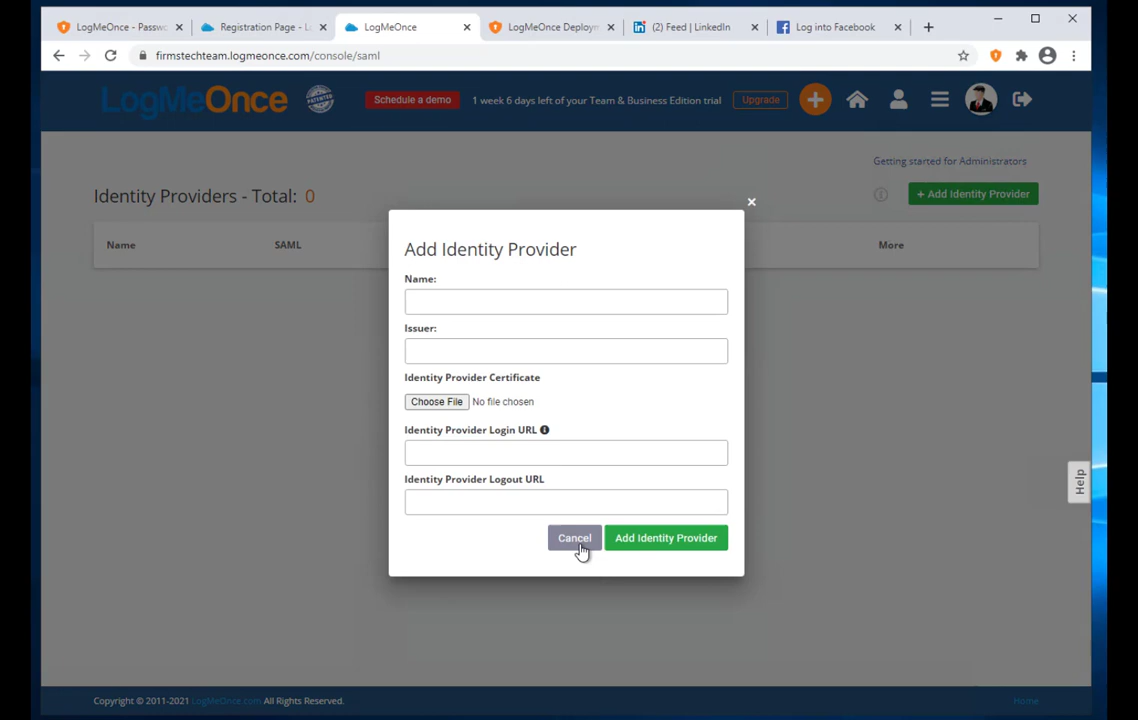 LogMeOnce - Passwo
Registration Page - Lo
LogMeOnce
LogMeOnce Deploym
(2) Feed | LinkedIn
Log into Facebook
firmstechteam.logmeonce.com/console/saml
LogMeOnce
PATENTED
Schedule a demo
1 week 6 days left of your Team & Business Edition trial
Upgrade
Getting started for Administrators
Identity Providers - Total: 0
+ Add Identity Provider
Name
SAML
More
Add Identity Provider
Name:
Issuer:
Identity Provider Certificate
Choose File No file chosen
Identity Provider Login URL
Identity Provider Logout URL
Cancel
Add Identity Provider
Help
Copyright © 2011-2021 LogMeOnce.com All Rights Reserved.
Home